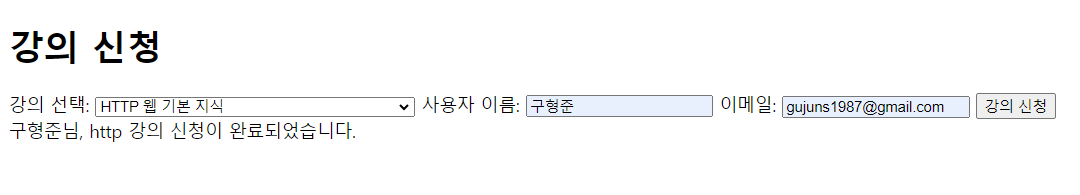 강의 신청
강의 선택: HTTP 웹 기본 지식 사용자 이름: 구형준 이메일: gujuns1987@gmail.com 강의 신청
구형준님, http 강의 신청이 완료되었습니다.